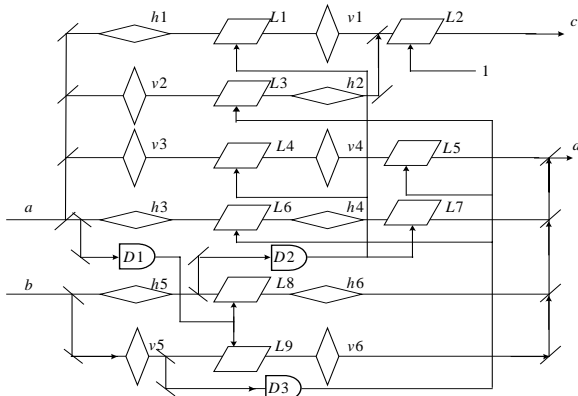 h1 L1 v1 L2 c
1
v2 L3 h2
v3 L4 v4 L5 d
a h3 L6 h4 L7
D1 D2
b h5 L8 h6
v5 L9 v6
D3